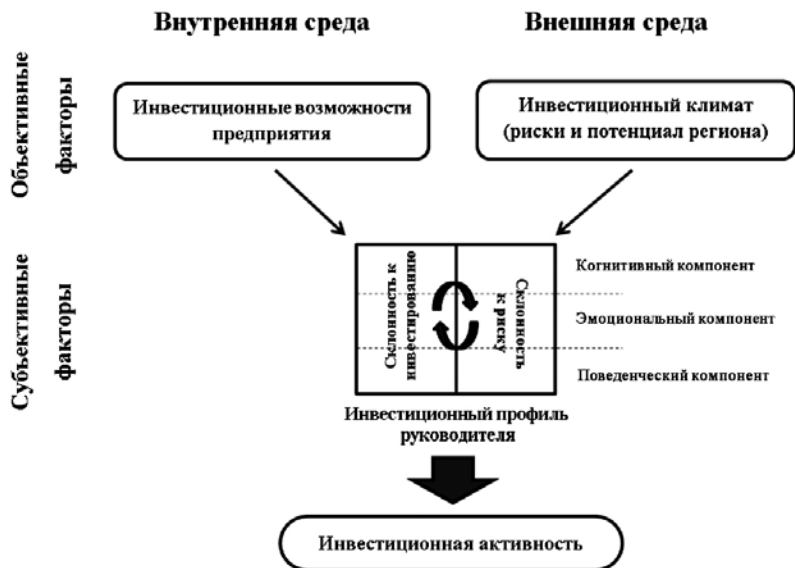 Внутренняя среда
Внешняя среда
Объективные
факторы
Инвестиционные возможности
предприятия
Инвестиционный климат
(риски и потенциал региона)
Субъективные
факторы
Склонность к
инвестированию
Склонность
к риску
Когнитивный компонент
Эмоциональный компонент
Поведенческий компонент
Инвестиционный профиль
руководителя
Инвестиционная активность